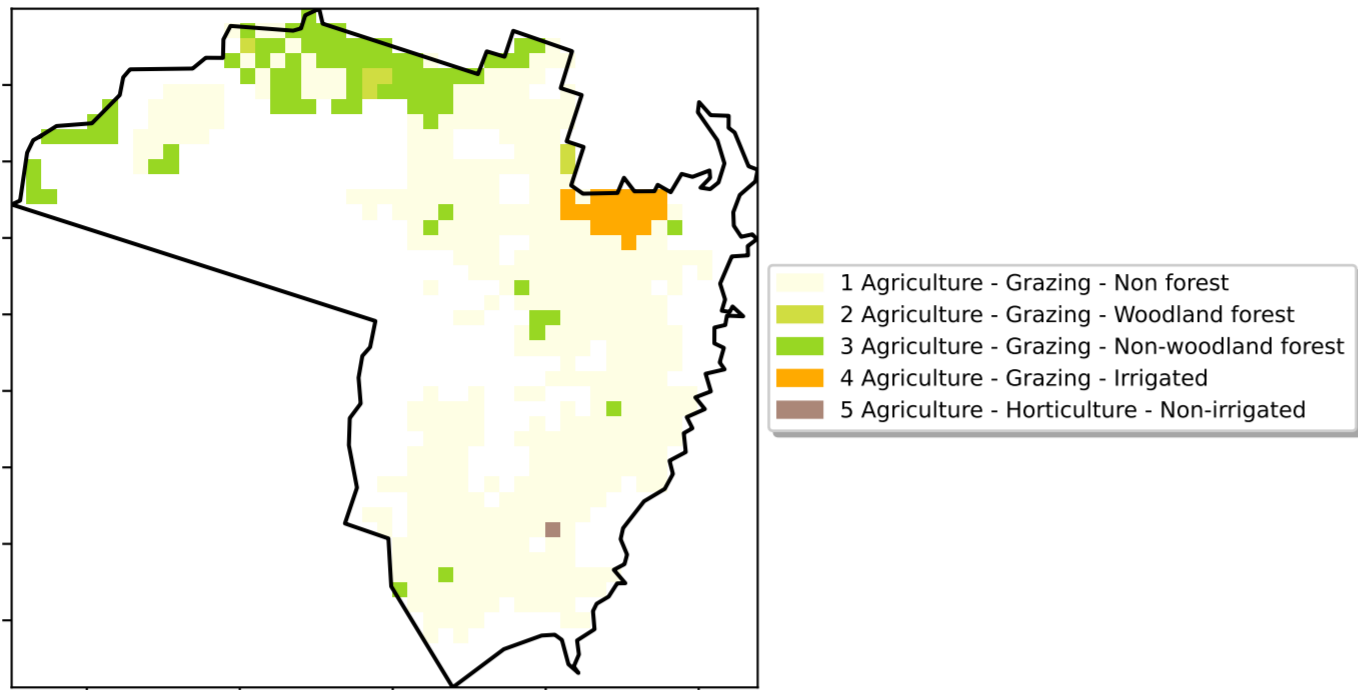 1 Agriculture - Grazing - Non forest
2 Agriculture - Grazing - Woodland forest
3 Agriculture - Grazing - Non-woodland forest
4 Agriculture - Grazing - Irrigated
5 Agriculture - Horticulture - Non-irrigated